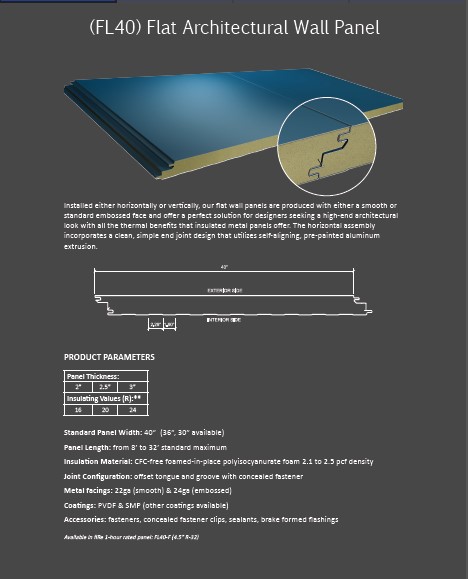 (FL40) Flat Architectural Wall Panel
Installed either horizontally or vertically, our flat wall panels are produced with either a smooth or
standard embossed face and offer a perfect solution for designers seeking a high-end architectural
look with all the thermal benefits that insulated metal panels offer. The horizontal assembly
incorporates a clean, simple end joint design that utilizes self-aligning, pre-painted aluminum
extrusion.
40"
EXTERIOR SIDE
INTERIOR SIDE
PRODUCT PARAMETERS
Panel Thickness:
2" 2.5" 3"
Insulating Values (R):**
16 20 24
Standard Panel Width: 40" (36", 30" available)
Panel Length: from 8' to 32' standard maximum
Insulation Material: CFC-free foamed-in-place polyisocyanurate foam 2.1 to 2.5 pcf density
Joint Configuration: offset tongue and groove with concealed fastener
Metal facings: 22ga (smooth) & 24ga (embossed)
Coatings: PVDF & SMP (other coatings available)
Accessories: fasteners, concealed fastener clips, sealants, brake formed flashings
Available in fiRe 1-hour rated panel: FL40-F (4.5" R-32)